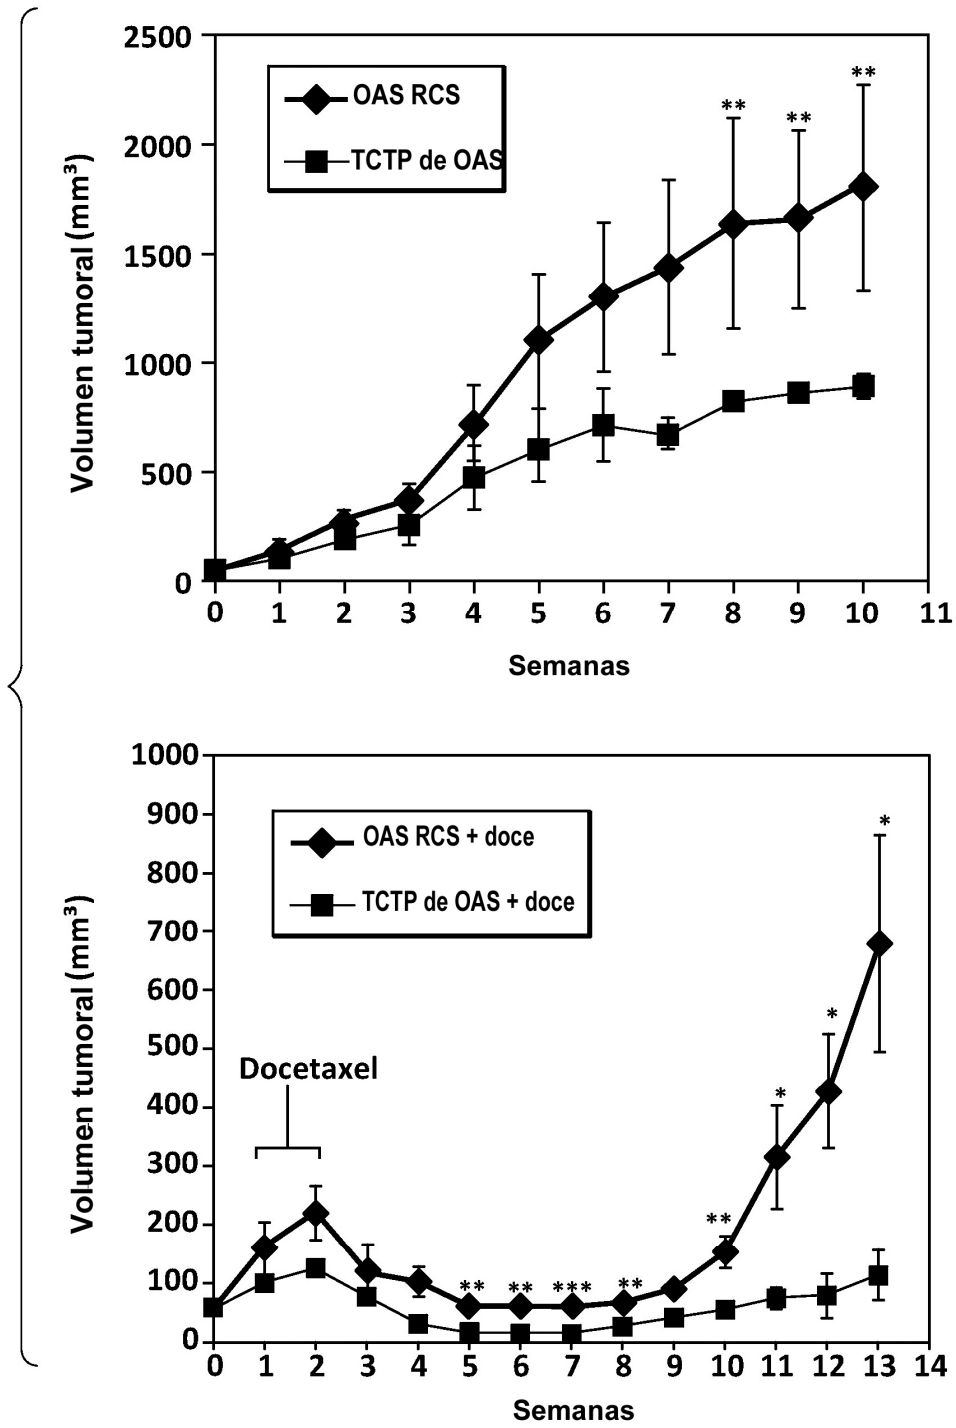 2500
2000
1500
1000
500
0
Volumen tumoral (mm³)
OAS RCS
TCTP de OAS
**
**
**
0 1 2 3 4 5 6 7 8 9 10 11
Semanas
1000
900
800
700
600
500
400
300
200
100
0
Volumen tumoral (mm³)
OAS RCS + doce
TCTP de OAS + doce
Docetaxel
** ** *** ** ** * * *
0 1 2 3 4 5 6 7 8 9 10 11 12 13 14
Semanas